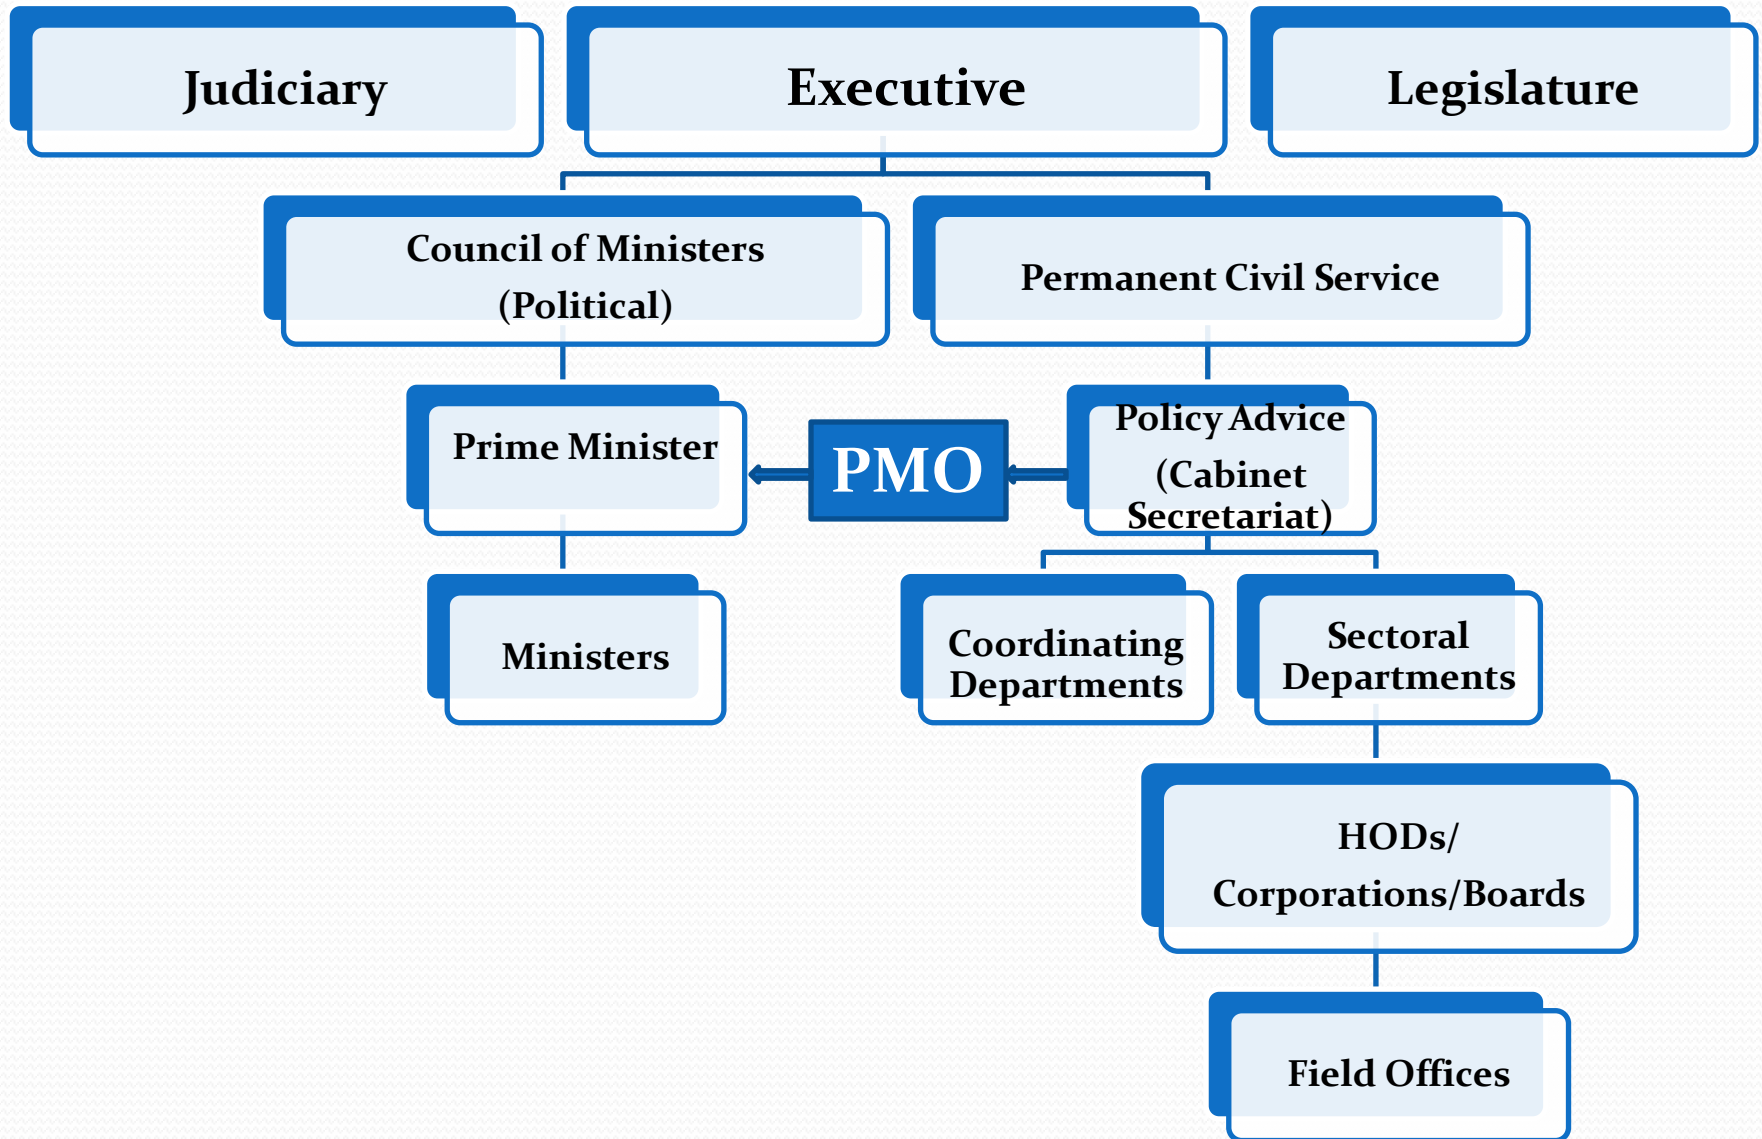 Judiciary
Executive
Legislature
Council of Ministers
(Political)
Permanent Civil Service
Prime Minister
PMO
Policy Advice
(Cabinet
Secretariat)
Ministers
Coordinating
Departments
Sectoral
Departments
HODs/
Corporations/Boards
Field Offices